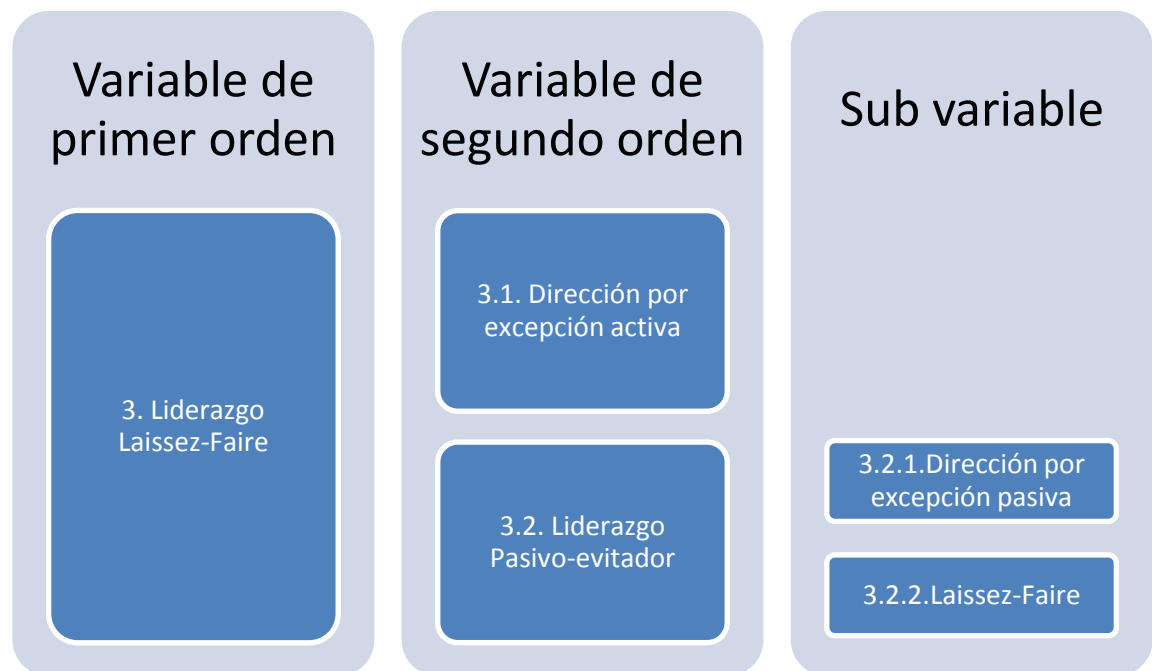 Variable de
primer orden
3. Liderazgo
Laissez-Faire
Variable de
segundo orden
3.1. Dirección por
excepción activa
3.2. Liderazgo
Pasivo-evitador
Sub variable
3.2.1.Dirección por
excepción pasiva
3.2.2.Laissez-Faire